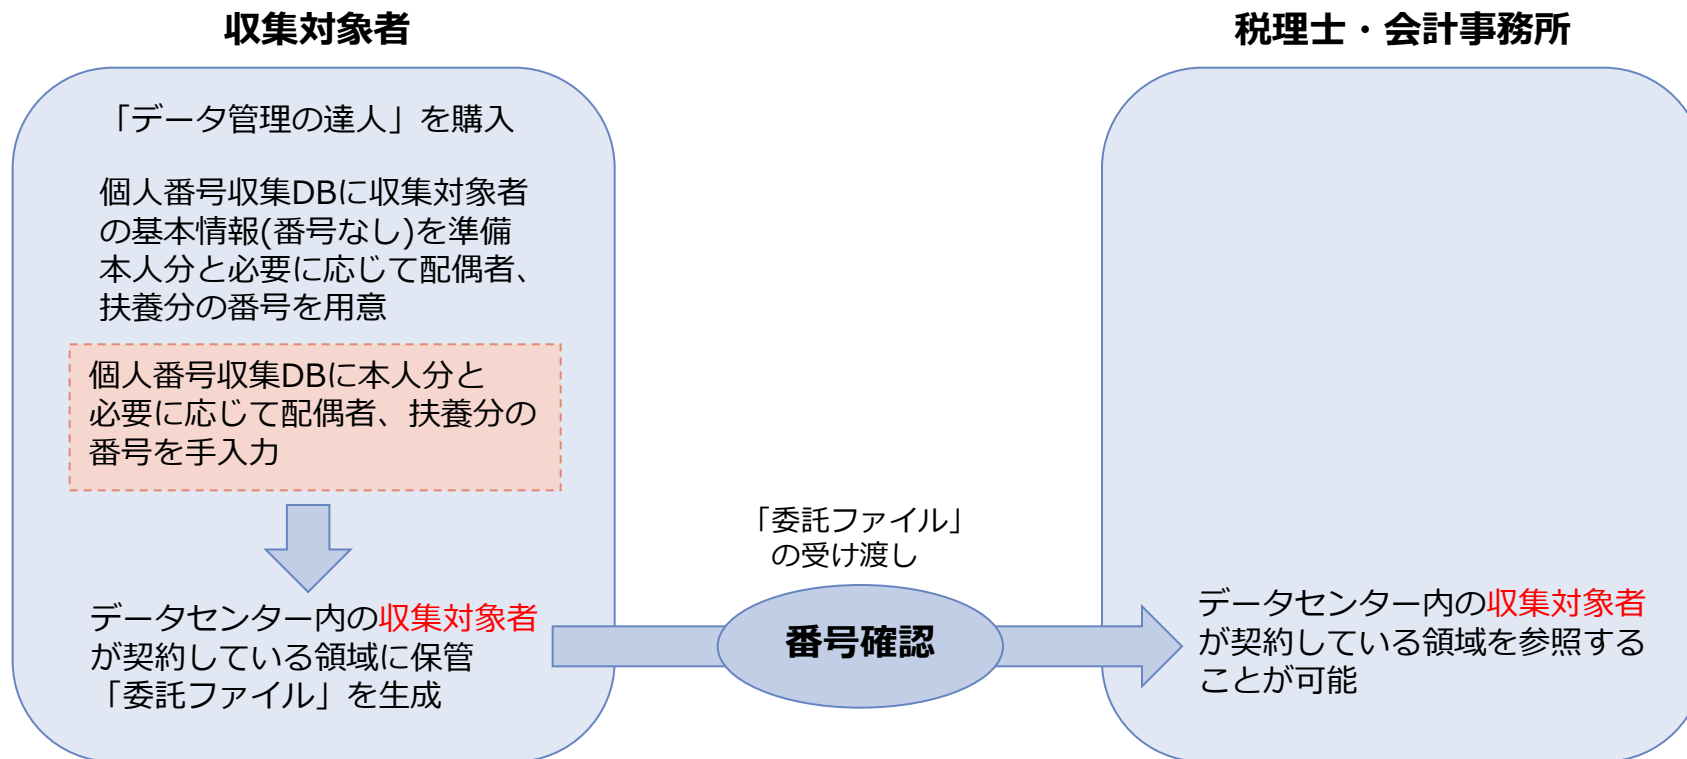 収集対象者
税理士・会計事務所
「データ管理の達人」を購入
個人番号収集DBに収集対象者
の基本情報(番号なし)を準備
本人分と必要に応じて配偶者、
扶養分の番号を用意
個人番号収集DBに本人分と
必要に応じて配偶者、扶養分の
番号を手入力
データセンター内の収集対象者
が契約している領域に保管
「委託ファイル」を生成
「委託ファイル」
の受け渡し
番号確認
データセンター内の収集対象者
が契約している領域を参照する
ことが可能